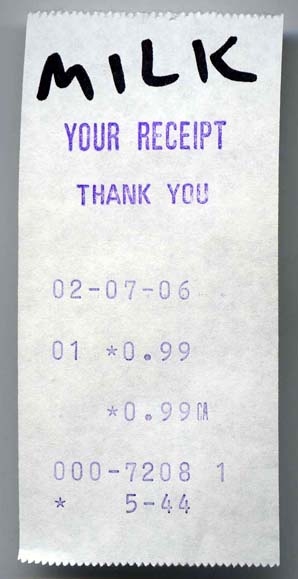 MILK
YOUR RECEIPT
THANK YOU
02-07-06
01 *0.99
*0.99CA
000-7208 1
* 5-44